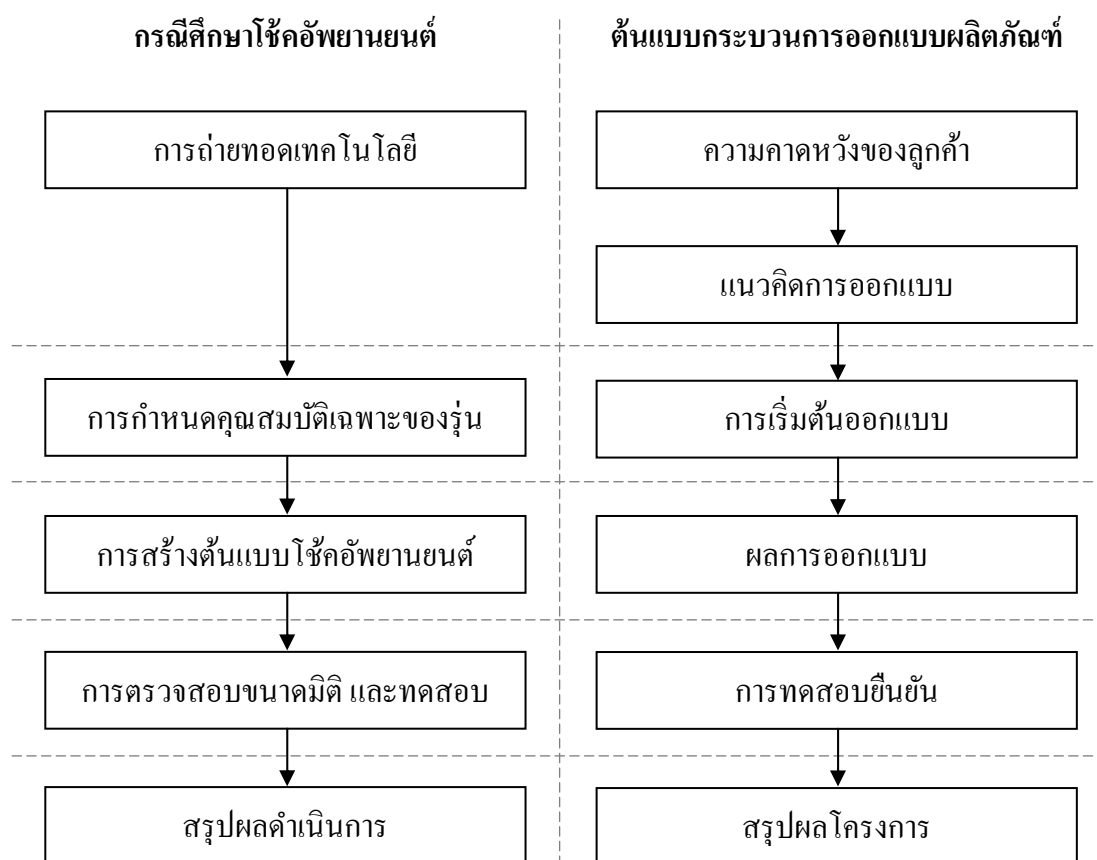 กรณีศึกษาโช้คอัพยานยนต์
ต้นแบบกระบวนการออกแบบผลิตภัณฑ์
การถ่ายทอดเทคโนโลยี
ความคาดหวังของลูกค้า
แนวคิดการออกแบบ
การกำหนดคุณสมบัติเฉพาะของรุ่น
การเริ่มต้นออกแบบ
การสร้างต้นแบบโช้คอัพยานยนต์
ผลการออกแบบ
การตรวจสอบขนาดมิติ และทดสอบ
การทดสอบยืนยัน
สรุปผลดำเนินการ
สรุปผลโครงการ